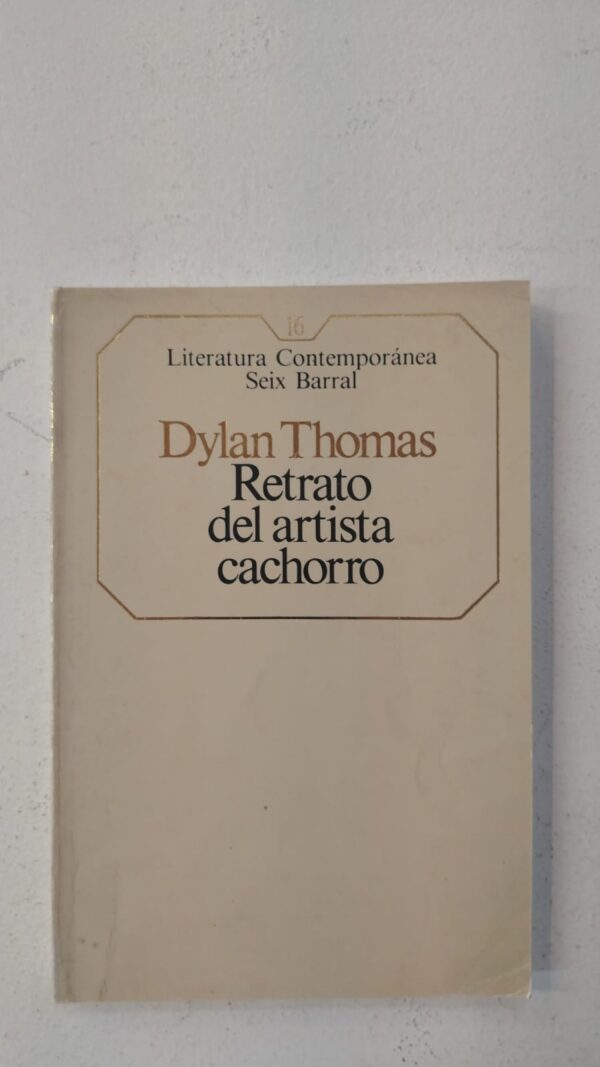 16
Literatura Contemporánea
Seix Barral
Dylan Thomas
Retrato
del artista
cachorro